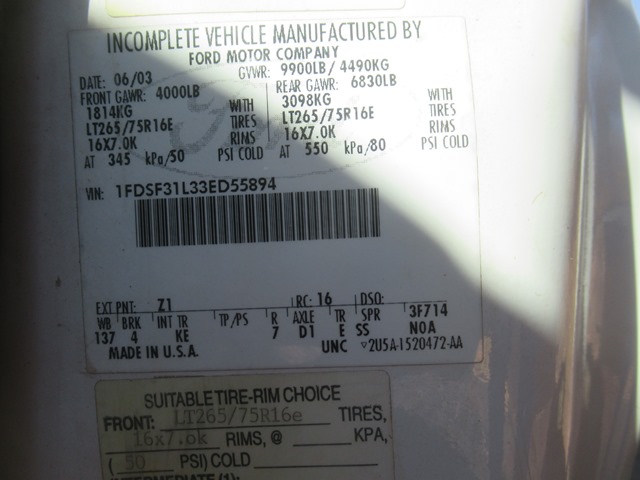 INCOMPLETE VEHICLE MANUFACTURED BY
FORD MOTOR COMPANY
DATE: 06/03 GVWR: 9900LB/ 4490KG
FRONT GAWR: 4000LB REAR GAWR: 6830LB
1814KG WITH 3098KG WITH
LT265/75R16E TIRES LT265/75R16E TIRES
16X7.0K RIMS 16X7.0K RIMS
AT 345 kPa/50 PSI COLD AT 550 kPa/80 PSI COLD
VIN: 1FDSF31L33ED55894
EXT PNT: Z1 RC: 16 DSO:
WB BRK INT TR TP/PS R AXLE TR SPR 3F714
137 4 KE 7 D1 E SS N0A
MADE IN U.S.A. UNC ▽2U5A-1520472-AA
SUITABLE TIRE-RIM CHOICE
FRONT: LT265/75R16e TIRES,
16x7.0k RIMS, @ KPA,
( 50 PSI) COLD
INTERMEDIATE (1):